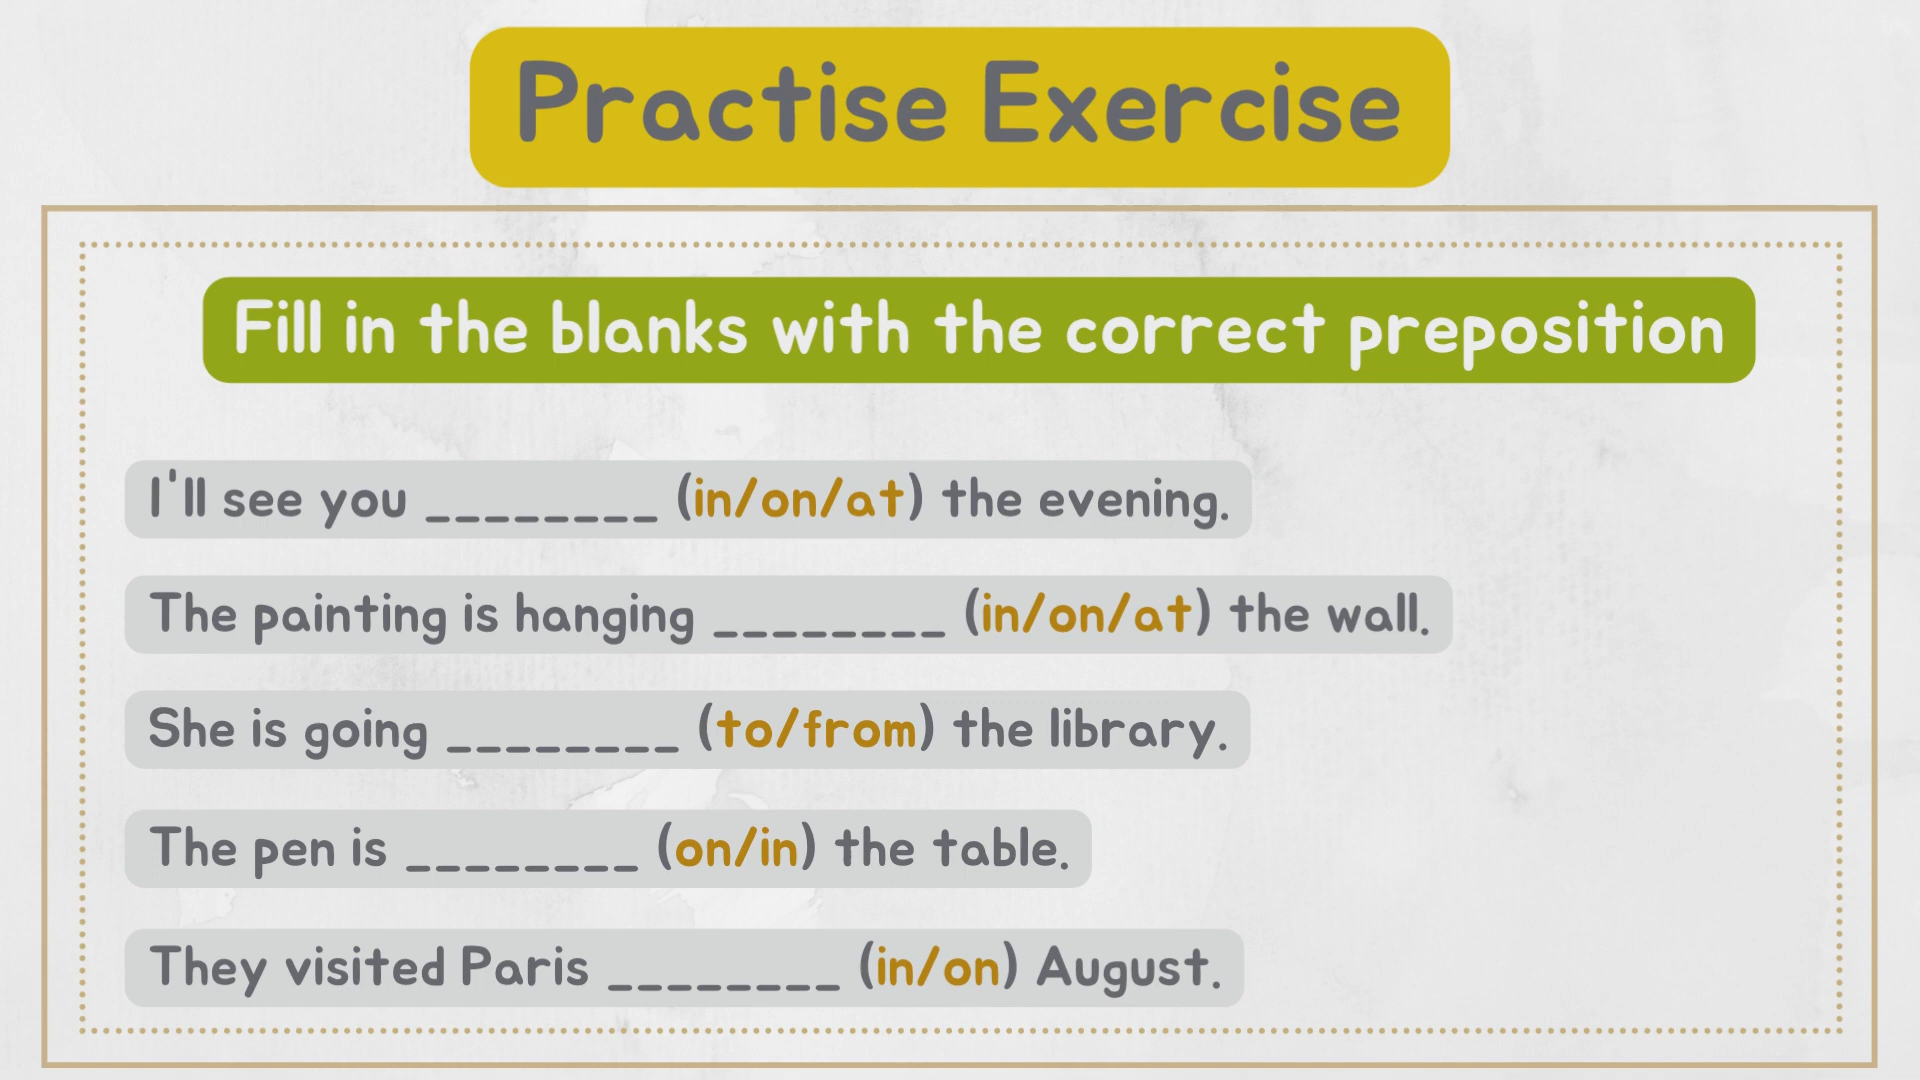 Practise Exercise
Fill in the blanks with the correct preposition
I'll see you ________ (in/on/at) the evening.
The painting is hanging ________ (in/on/at) the wall.
She is going ________ (to/from) the library.
The pen is ________ (on/in) the table.
They visited Paris ________ (in/on) August.